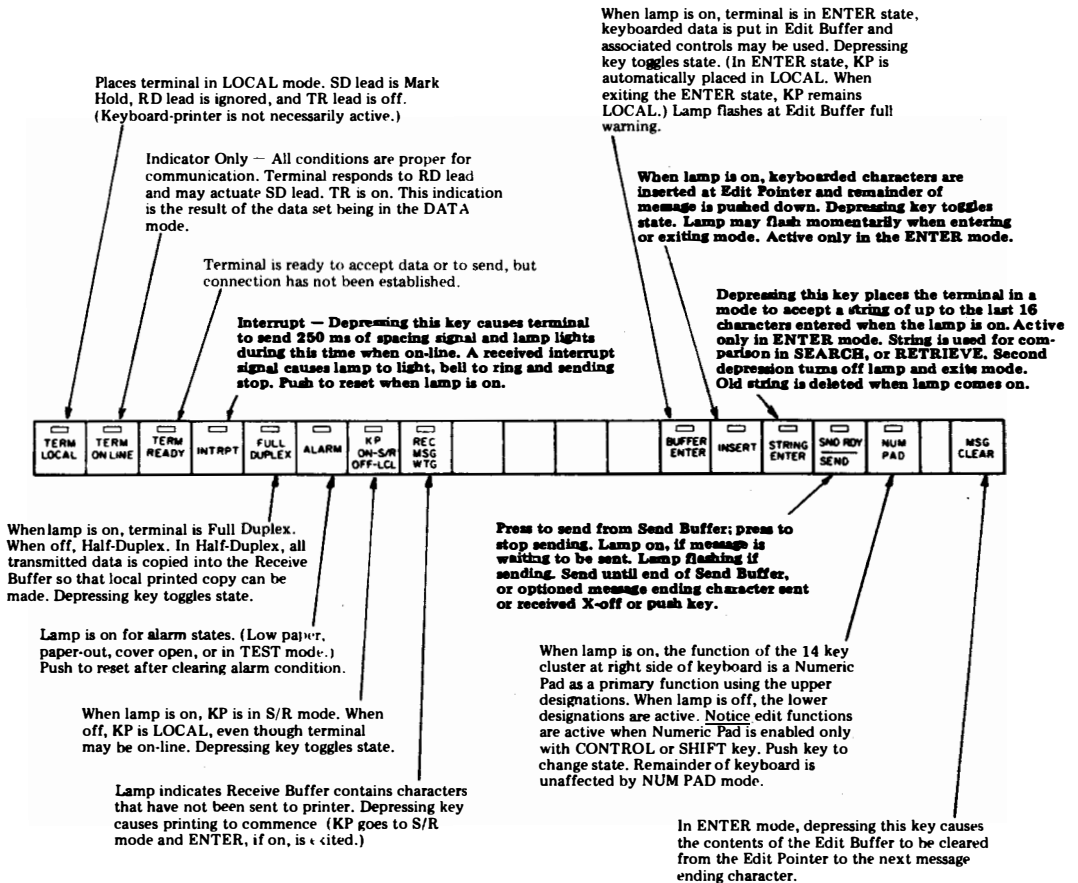 When lamp is on, terminal is in ENTER state,
keyboarded data is put in Edit Buffer and
associated controls may be used. Depressing
key toggles state. (In ENTER state, KP is
automatically placed in LOCAL. When
exiting the ENTER state, KP remains
LOCAL.) Lamp flashes at Edit Buffer full
warning.
Places terminal in LOCAL mode. SD lead is Mark
Hold, RD lead is ignored, and TR lead is off.
(Keyboard-printer is not necessarily active.)
Indicator Only — All conditions are proper for
communication. Terminal responds to RD lead
and may actuate SD lead. TR is on. This indication
is the result of the data set being in the DATA
mode.
When lamp is on, keyboarded characters are
inserted at Edit Pointer and remainder of
message is pushed down. Depressing key toggles
state. Lamp may flash momentarily when entering
or exiting mode. Active only in the ENTER mode.
Terminal is ready to accept data or to send, but
connection has not been established.
Depressing this key places the terminal in a
mode to accept a string of up to the last 16
characters entered when the lamp is on. Active
only in ENTER mode. String is used for com-
parison in SEARCH, or RETRIEVE. Second
depression turns off lamp and exits mode.
Old string is deleted when lamp comes on.
Interrupt — Depressing this key causes terminal
to send 250 ms of spacing signal and lamp lights
during this time when on-line. A received interrupt
signal causes lamp to light, bell to ring and sending
stop. Push to reset when lamp is on.
TERM
LOCAL
TERM
ON LINE
TERM
READY
INTRPT
FULL
DUPLEX
ALARM
KP
ON-S/R
OFF-LCL
REC
MSG
WTG
BUFFER
ENTER
INSERT
STRING
ENTER
SND RDY
SEND
NUM
PAD
MSG
CLEAR
When lamp is on, terminal is Full Duplex.
When off, Half-Duplex. In Half-Duplex, all
transmitted data is copied into the Receive
Buffer so that local printed copy can be
made. Depressing key toggles state.
Press to send from Send Buffer; press to
stop sending. Lamp on, if message is
waiting to be sent. Lamp flashing if
sending. Send until end of Send Buffer,
or optioned message ending character sent
or received X-off or push key.
Lamp is on for alarm states. (Low paper,
paper-out, cover open, or in TEST mode.)
Push to reset after clearing alarm condition.
When lamp is on, the function of the 14 key
cluster at right side of keyboard is a Numeric
Pad as a primary function using the upper
designations. When lamp is off, the lower
designations are active. Notice edit functions
are active when Numeric Pad is enabled only
with CONTROL or SHIFT key. Push key to
change state. Remainder of keyboard is
unaffected by NUM PAD mode.
When lamp is on, KP is in S/R mode. When
off, KP is LOCAL, even though terminal
may be on-line. Depressing key toggles state.
Lamp indicates Receive Buffer contains characters
that have not been sent to printer. Depressing key
causes printing to commence (KP goes to S/R
mode and ENTER, if on, is exited.)
In ENTER mode, depressing this key causes
the contents of the Edit Buffer to be cleared
from the Edit Pointer to the next message
ending character.